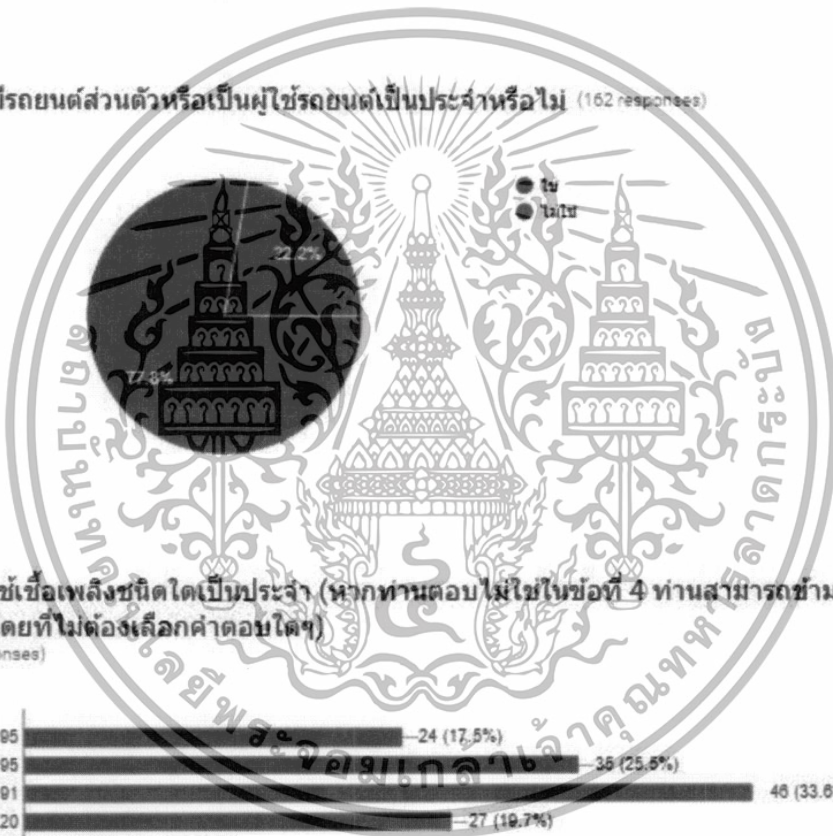 รถยนต์ส่วนตัวหรือเป็นผู้ใช้รถยนต์เป็นประจำหรือไม่ (162 responses)
ใช่
ไม่ใช่
22.2%
77.8%
ช้เชื้อเพลิงชนิดใดเป็นประจำ (หากท่านตอบไม่ใช่ในข้อที่ 4 ท่านสามารถข้าม
ดยที่ไม่ต้องเลือกคำตอบใดๆ)
onses)
95 24 (17.5%)
95 35 (25.5%)
91 46 (33.6
20 27 (19.7%)
สถาบันเทคโนโลยีพระจอมเกล้าเจ้าคุณทหารลาดกระบัง